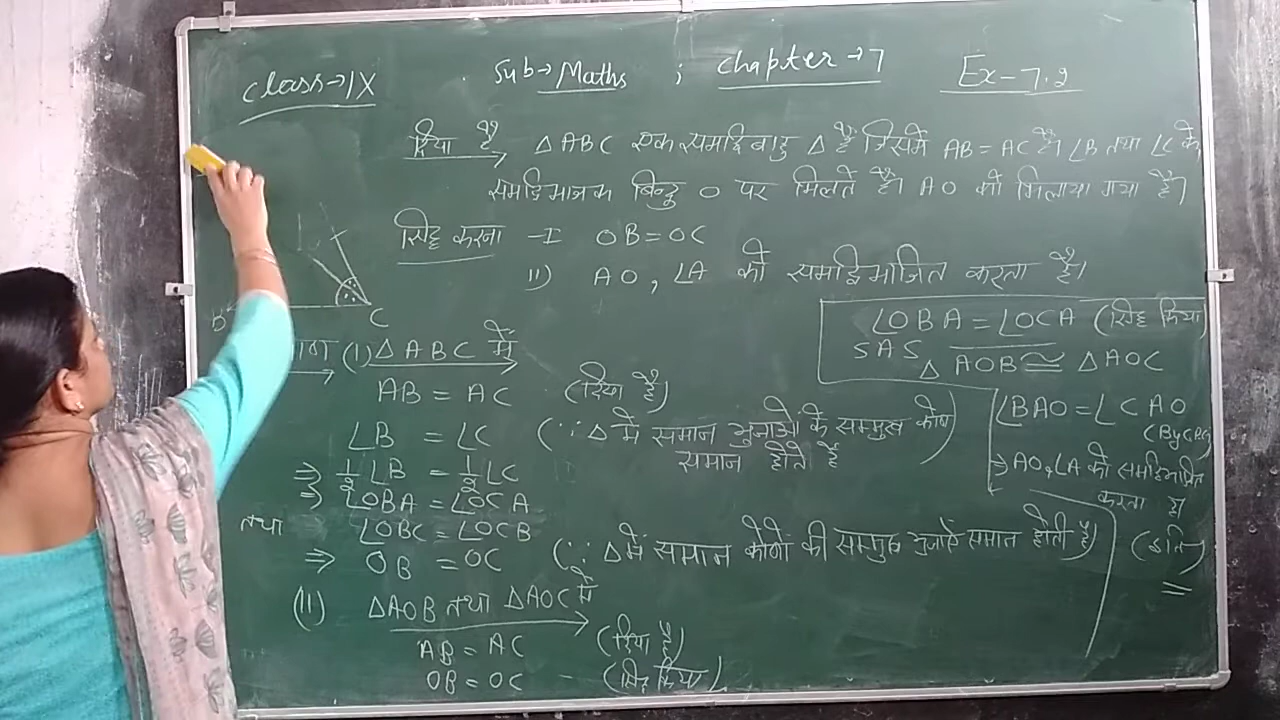 Class→IX
Sub→Maths ; Chapter→7
Ex-7.2
दिया है → ΔABC एक समद्विबाहु Δ है जिसमें AB = AC है। ∠B तथा ∠C के
समद्विभाजक बिन्दु O पर मिलते है। AO को मिलाया गया है।
सिद्ध करना -I OB=OC
II) AO, ∠A को समद्विभाजित करता है।
C
(I) ΔABC में
AB = AC (दिया है)
∠B = ∠C (∵ Δ में समान भुजाओं के सम्मुख कोण
समान होते है)
⇒ 1/2 ∠B = 1/2 ∠C
⇒ ∠OBA = ∠OCA
तथा ∠OBC = ∠OCB
⇒ OB = OC (∵ Δ में समान कोणों की सम्मुख भुजाएं समान होती है)
(II) ΔAOB तथा ΔAOC में
AB = AC (दिया है)
OB = OC - (सिद्ध किया)
∠OBA = ∠OCA (सिद्ध किया)
SAS
Δ AOB ≅ Δ AOC
∠BAO = ∠CAO
(By CPC)
⇒ AO, ∠A को समद्विभाजित
करता है
(इति)